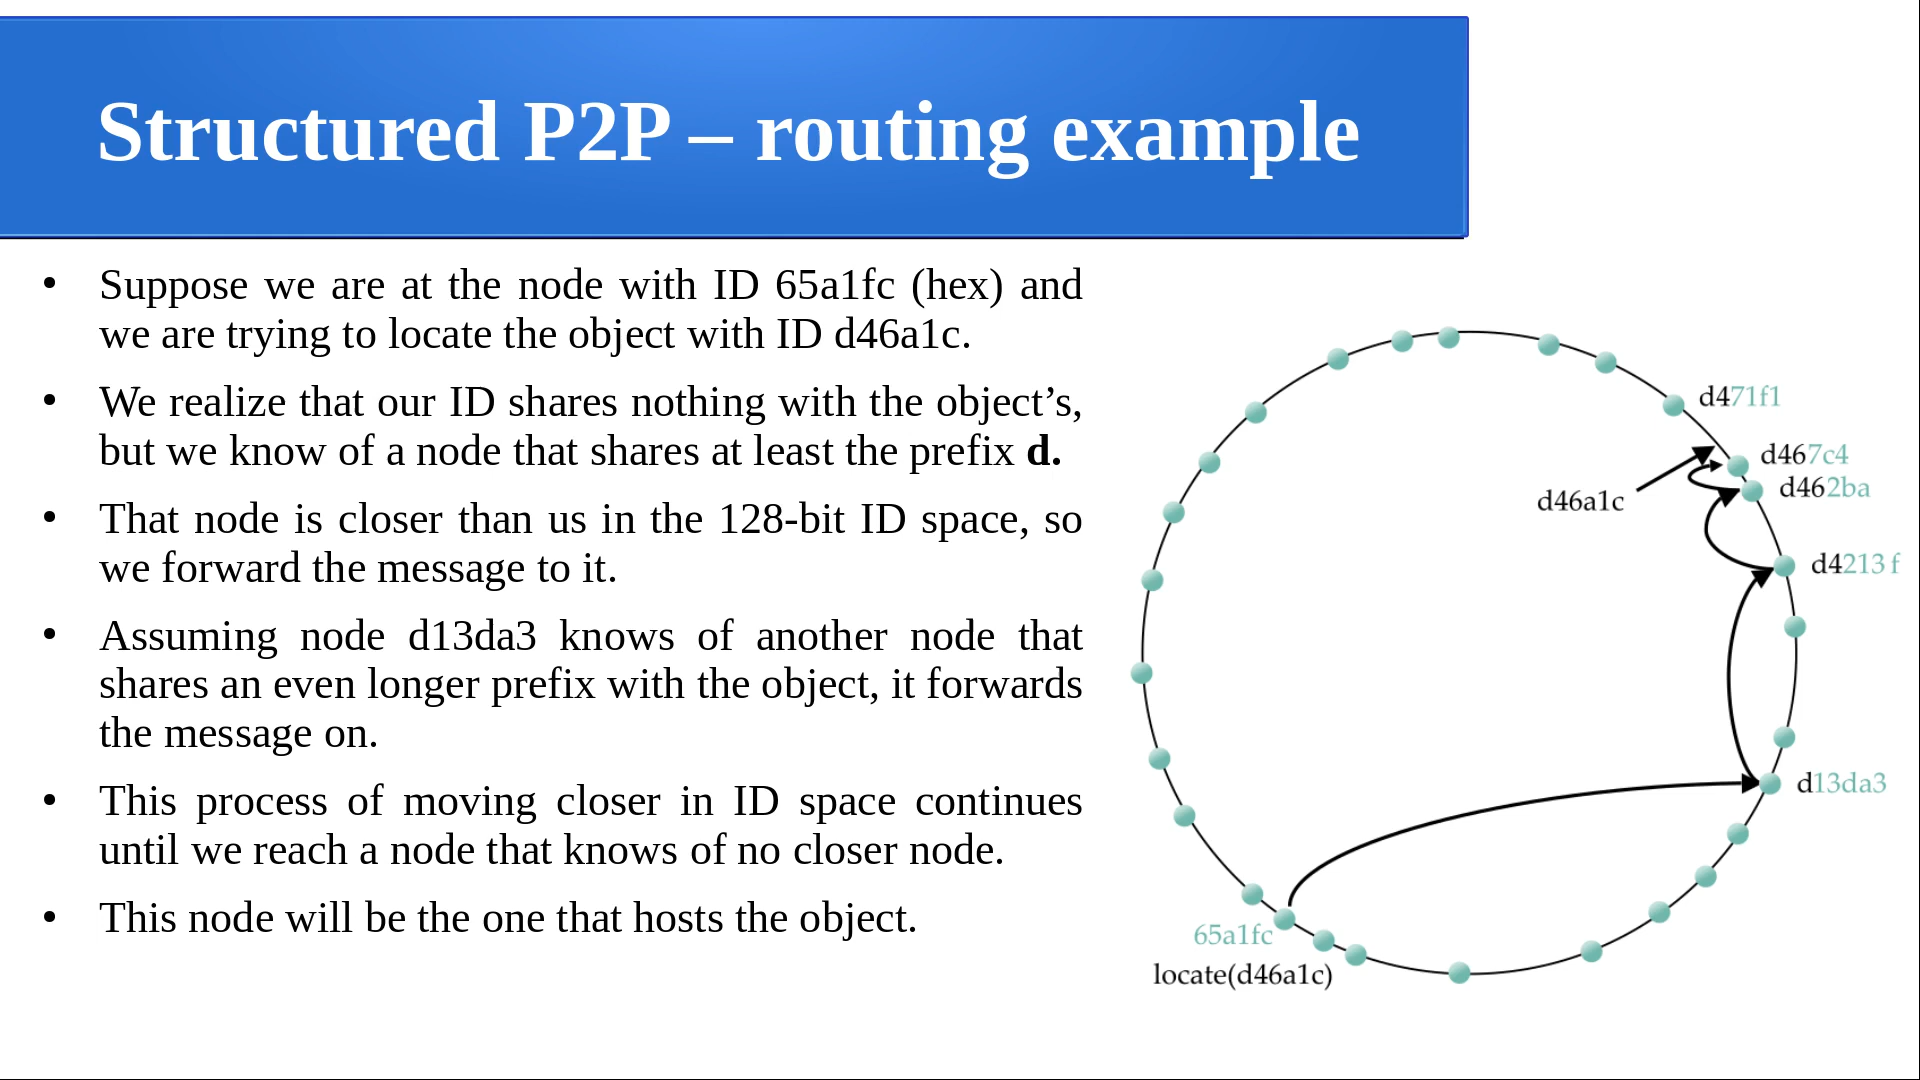 Structured P2P – routing example
• Suppose we are at the node with ID 65a1fc (hex) and
we are trying to locate the object with ID d46a1c.
• We realize that our ID shares nothing with the object’s,
but we know of a node that shares at least the prefix d.
• That node is closer than us in the 128-bit ID space, so
we forward the message to it.
• Assuming node d13da3 knows of another node that
shares an even longer prefix with the object, it forwards
the message on.
• This process of moving closer in ID space continues
until we reach a node that knows of no closer node.
• This node will be the one that hosts the object.
d471f1
d467c4
d462ba
d46a1c
d4213f
d13da3
65a1fc
locate(d46a1c)